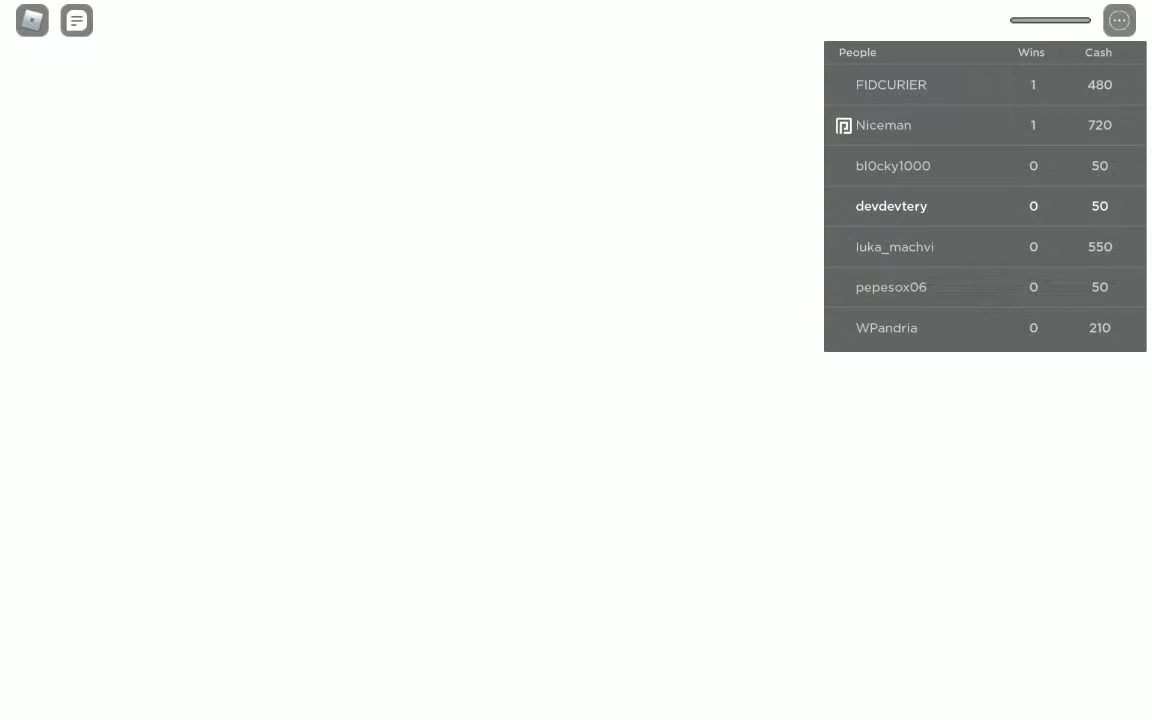 People Wins Cash
FIDCURIER 1 480
Niceman 1 720
bl0cky1000 0 50
devdevtery 0 50
luka_machvi 0 550
pepesox06 0 50
WPandria 0 210